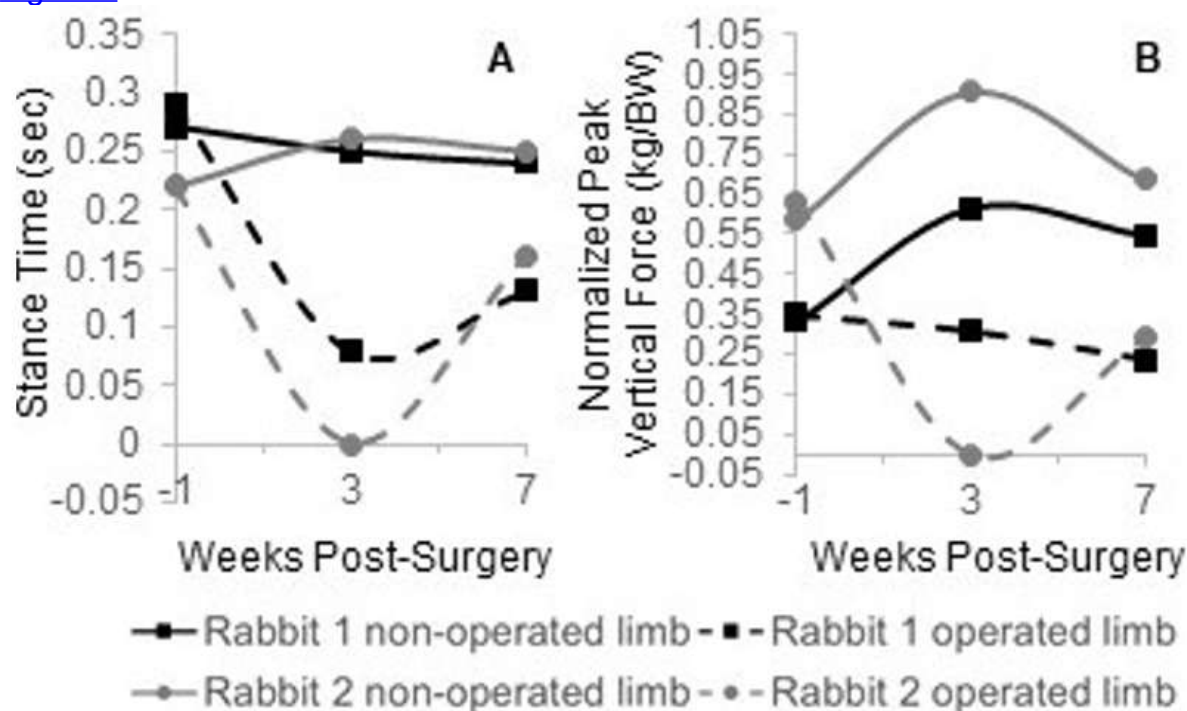 A
Stance Time (sec)
0.35
0.3
0.25
0.2
0.15
0.1
0.05
0
-0.05
-1
3
7
Weeks Post-Surgery
B
Normalized Peak
Vertical Force (kg/BW)
1.05
0.95
0.85
0.75
0.65
0.55
0.45
0.35
0.25
0.15
0.05
-0.05
-1
3
7
Weeks Post-Surgery
Rabbit 1 non-operated limb
Rabbit 1 operated limb
Rabbit 2 non-operated limb
Rabbit 2 operated limb